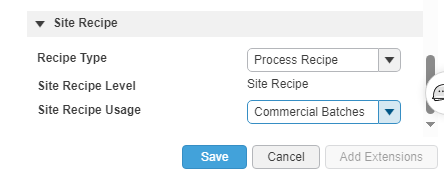 Site Recipe
Recipe Type Process Recipe
Site Recipe Level Site Recipe
Site Recipe Usage Commercial Batches
Save Cancel Add Extensions